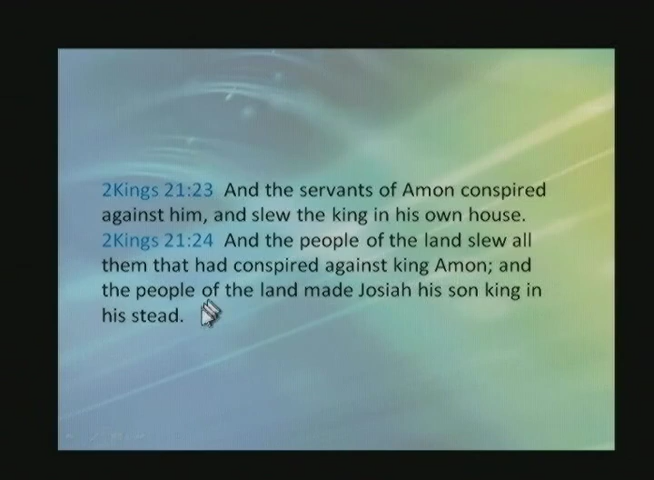 2Kings 21:23 And the servants of Amon conspired
against him, and slew the king in his own house.
2Kings 21:24 And the people of the land slew all
them that had conspired against king Amon; and
the people of the land made Josiah his son king in
his stead.